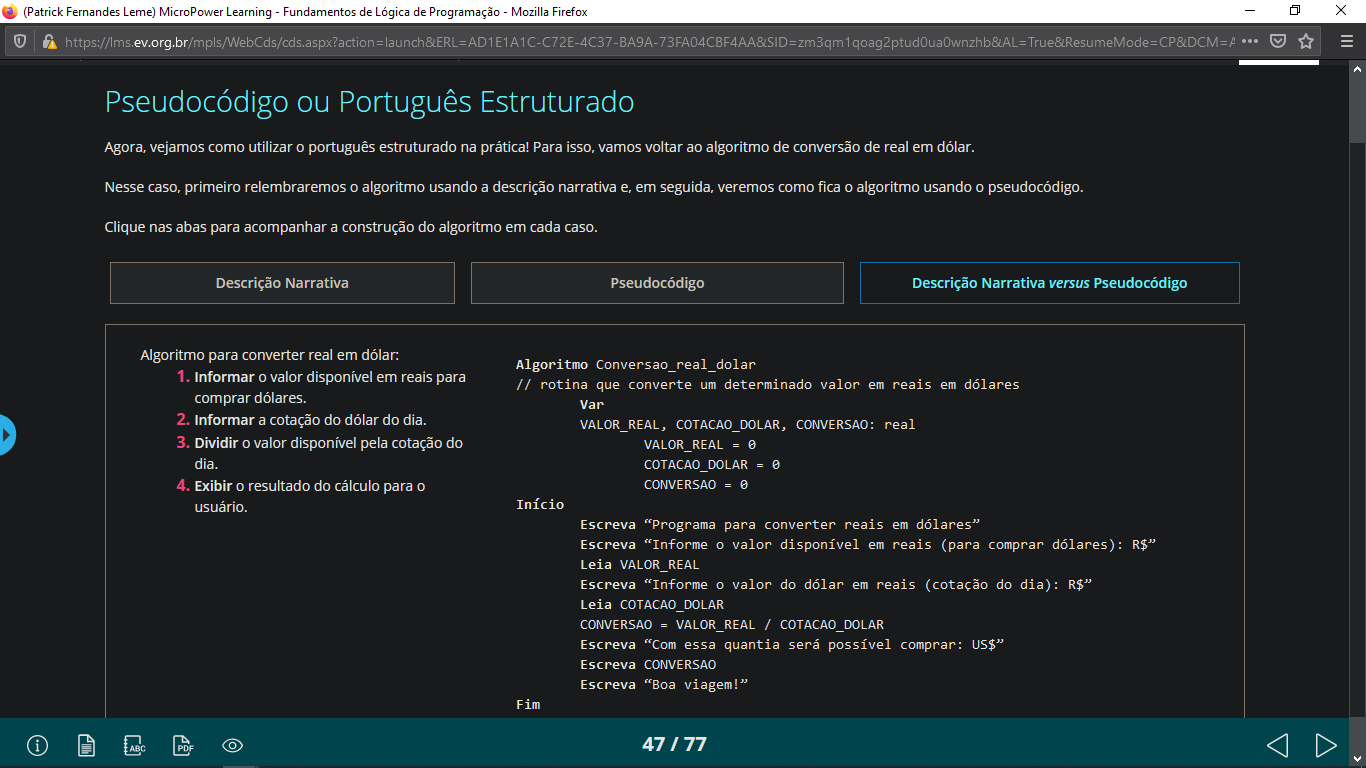 (Patrick Fernandes Leme) MicroPower Learning - Fundamentos de Lógica de Programação - Mozilla Firefox
https://lms.ev.org.br/mpls/WebCds/cds.aspx?action=launch&ERL=AD1E1A1C-C72E-4C37-BA9A-73FA04CBF4AA&SID=zm3qm1qoag2ptud0ua0wnzhb&AL=True&ResumeMode=CP&DCM=A
Pseudocódigo ou Português Estruturado
Agora, vejamos como utilizar o português estruturado na prática! Para isso, vamos voltar ao algoritmo de conversão de real em dólar.
Nesse caso, primeiro relembraremos o algoritmo usando a descrição narrativa e, em seguida, veremos como fica o algoritmo usando o pseudocódigo.
Clique nas abas para acompanhar a construção do algoritmo em cada caso.
Descrição Narrativa
Pseudocódigo
Descrição Narrativa versus Pseudocódigo
Algoritmo para converter real em dólar:
1. Informar o valor disponível em reais para
comprar dólares.
2. Informar a cotação do dólar do dia.
3. Dividir o valor disponível pela cotação do
dia.
4. Exibir o resultado do cálculo para o
usuário.
Algoritmo Conversao_real_dolar
// rotina que converte um determinado valor em reais em dólares
Var
VALOR_REAL, COTACAO_DOLAR, CONVERSAO: real
VALOR_REAL = 0
COTACAO_DOLAR = 0
CONVERSAO = 0
Início
Escreva “Programa para converter reais em dólares”
Escreva “Informe o valor disponível em reais (para comprar dólares): R$”
Leia VALOR_REAL
Escreva “Informe o valor do dólar em reais (cotação do dia): R$”
Leia COTACAO_DOLAR
CONVERSAO = VALOR_REAL / COTACAO_DOLAR
Escreva “Com essa quantia será possível comprar: US$”
Escreva CONVERSAO
Escreva “Boa viagem!”
Fim
ABC
PDF
47 / 77